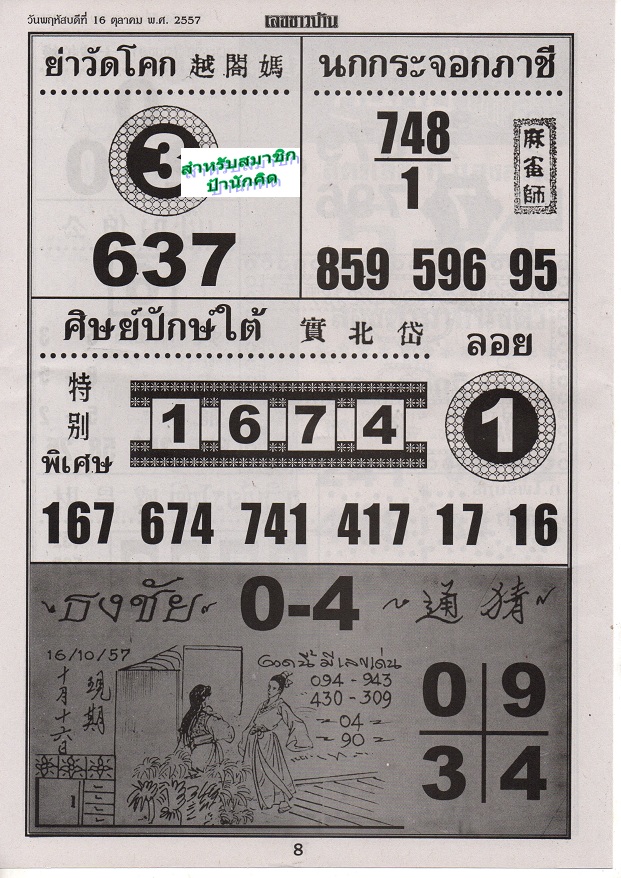 วันพฤหัสบดีที่ 16 ตุลาคม พ.ศ. 2557
เลขชาวบ้าน
ย่าวัดโคก 越閣媽
3
สำหรับสมาชิก
ป๋านักคิด
637
นกกระจอกภาชี
748
1
麻雀師
859 596 95
ศิษย์ปักษ์ใต้ 實北岱
ลอย
特別
พิเศษ
1 6 7 4
1
167 674 741 417 17 16
ธงชัย 0-4 通猜
16/10/57
現期
十月十六日
งวดนี้ มีเลขเด่น
094 - 943
430 - 309
- 04 -
- 90 -
0 9
3 4
1
8